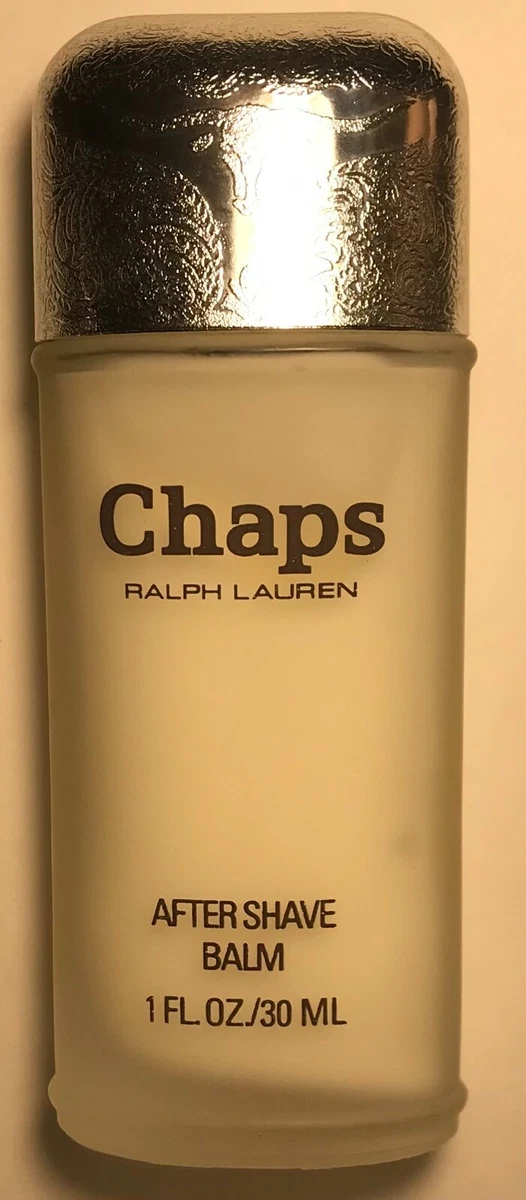 Chaps
RALPH LAUREN
AFTER SHAVE
BALM
1 FL. OZ./30 ML